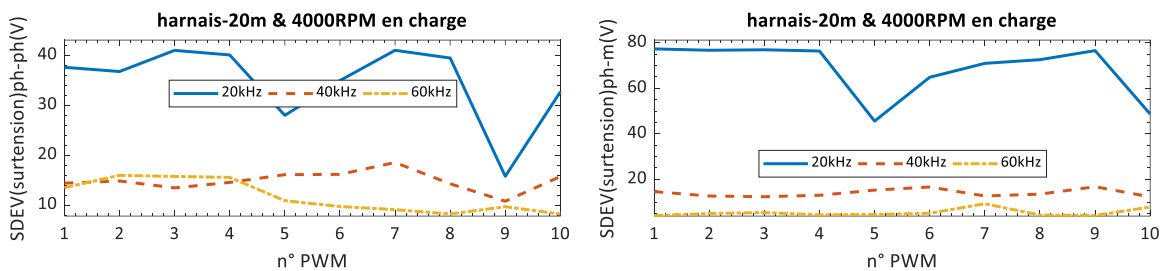 harnais-20m & 4000RPM en charge
SDEV(surtension)ph-ph(V)
40
30
20
10
20kHz 40kHz 60kHz
1 2 3 4 5 6 7 8 9 10
n° PWM
harnais-20m & 4000RPM en charge
SDEV(surtension)ph-m(V)
80
60
40
20
20kHz 40kHz 60kHz
1 2 3 4 5 6 7 8 9 10
n° PWM